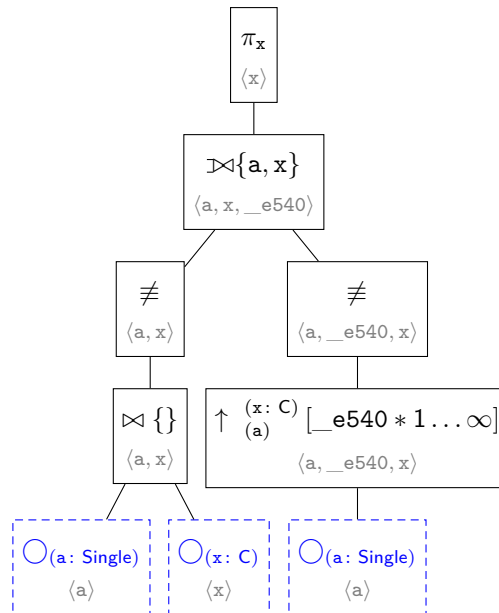 π_x
⟨x⟩
⟕{a, x}
⟨a, x, __e540⟩
≢
⟨a, x⟩
≢
⟨a, __e540, x⟩
⋈ {}
⟨a, x⟩
↑ (x: C) (a) [__e540 * 1 … ∞]
⟨a, __e540, x⟩
◯(a: Single)
⟨a⟩
◯(x: C)
⟨x⟩
◯(a: Single)
⟨a⟩